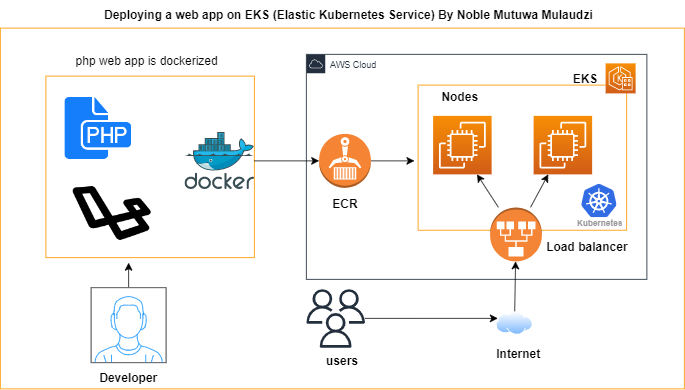 Deploying a web app on EKS (Elastic Kubernetes Service) By Noble Mutuwa Mulaudzi
php web app is dockerized
AWS Cloud
EKS
Nodes
PHP
docker
ECR
Kubernetes
Load balancer
users
Internet
Developer